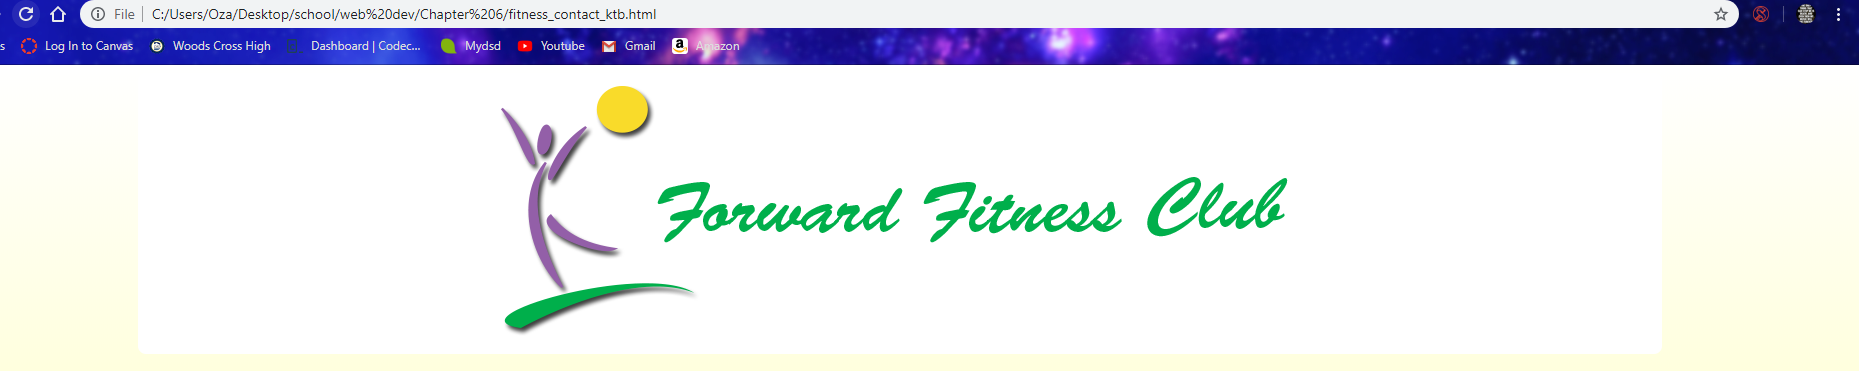 File C:/Users/Oza/Desktop/school/web%20dev/Chapter%206/fitness_contact_ktb.html
s Log In to Canvas Woods Cross High Dashboard | Codec... Mydsd Youtube Gmail Amazon
Forward Fitness Club